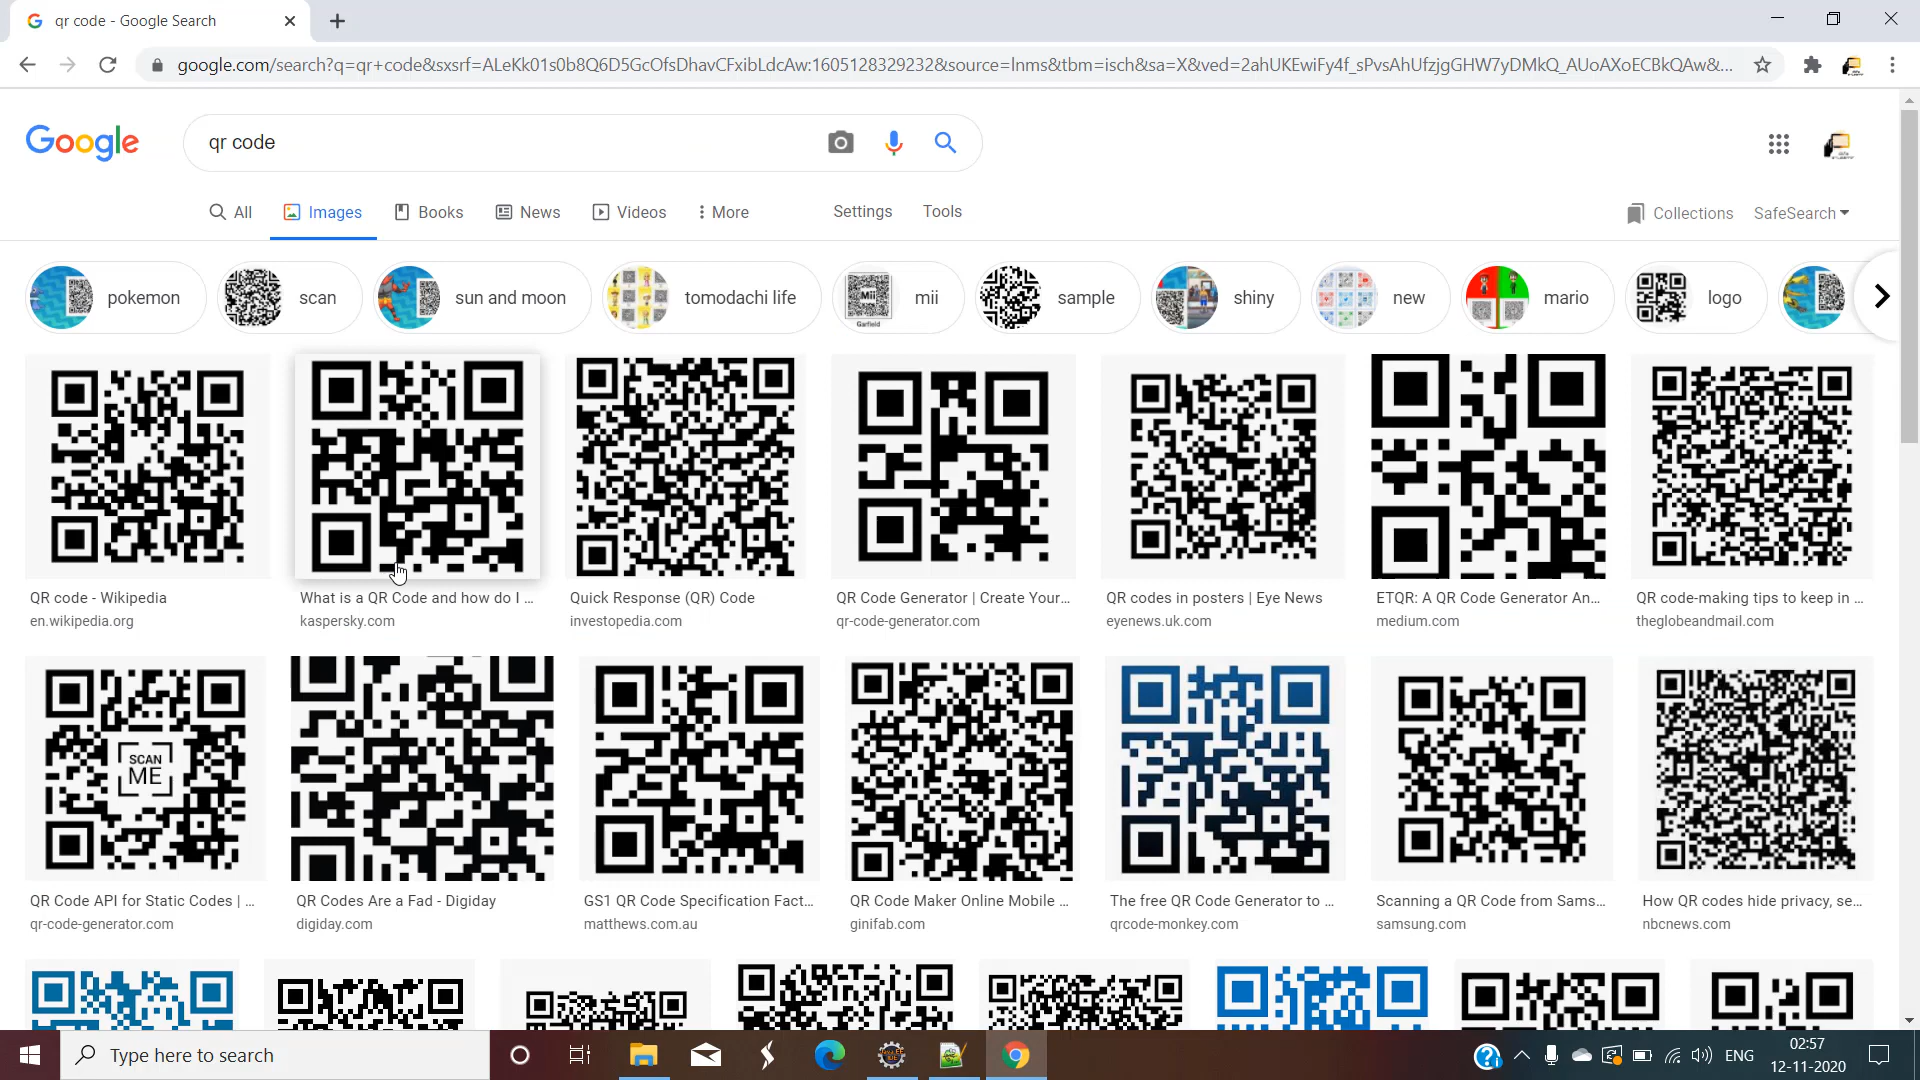 qr code - Google Search
google.com/search?q=qr+code&sxsrf=ALeKk01s0b8Q6D5GcOfsDhavCFxibLdcAw:1605128329232&source=lnms&tbm=isch&sa=X&ved=2ahUKEwiFy4f_sPvsAhUfzjgGHW7yDMkQ_AUoAXoECBkQAw&...
Google
qr code
All Images Books News Videos More Settings Tools Collections SafeSearch
pokemon scan sun and moon tomodachi life Mii Garfield mii sample shiny new mario logo
QR code - Wikipedia What is a QR Code and how do I ... Quick Response (QR) Code QR Code Generator | Create Your... QR codes in posters | Eye News ETQR: A QR Code Generator An... QR code-making tips to keep in ...
en.wikipedia.org kaspersky.com investopedia.com qr-code-generator.com eyenews.uk.com medium.com theglobeandmail.com
SCAN
ME
QR Code API for Static Codes | ... QR Codes Are a Fad - Digiday GS1 QR Code Specification Fact... QR Code Maker Online Mobile ... The free QR Code Generator to ... Scanning a QR Code from Sams... How QR codes hide privacy, se...
qr-code-generator.com digiday.com matthews.com.au ginifab.com qrcode-monkey.com samsung.com nbcnews.com
Type here to search
ENG
02:57
12-11-2020